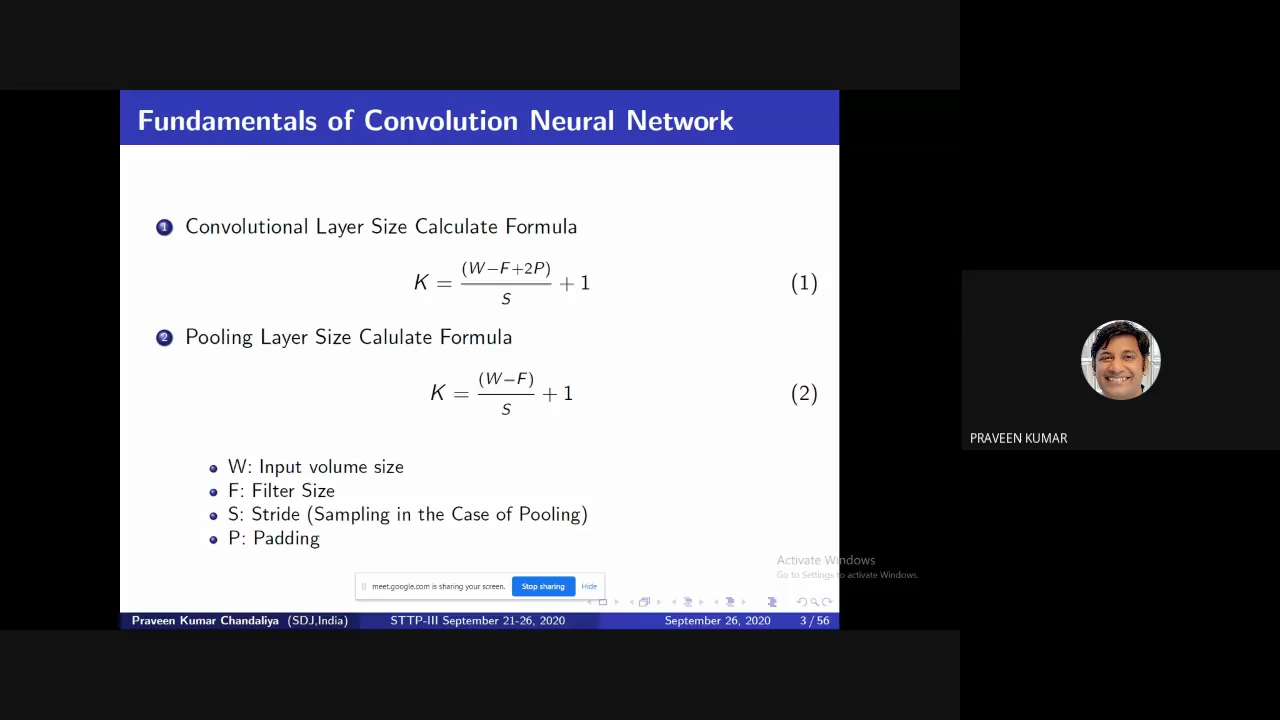 Fundamentals of Convolution Neural Network
1 Convolutional Layer Size Calculate Formula
K = (W−F+2P)/S + 1 (1)
2 Pooling Layer Size Calulate Formula
K = (W−F)/S + 1 (2)
W: Input volume size
F: Filter Size
S: Stride (Sampling in the Case of Pooling)
P: Padding
meet.google.com is sharing your screen. Stop sharing Hide
Activate Windows
Go to Settings to activate Windows.
Praveen Kumar Chandaliya (SDJ,India) STTP-III September 21-26, 2020 September 26, 2020 3 / 56
PRAVEEN KUMAR